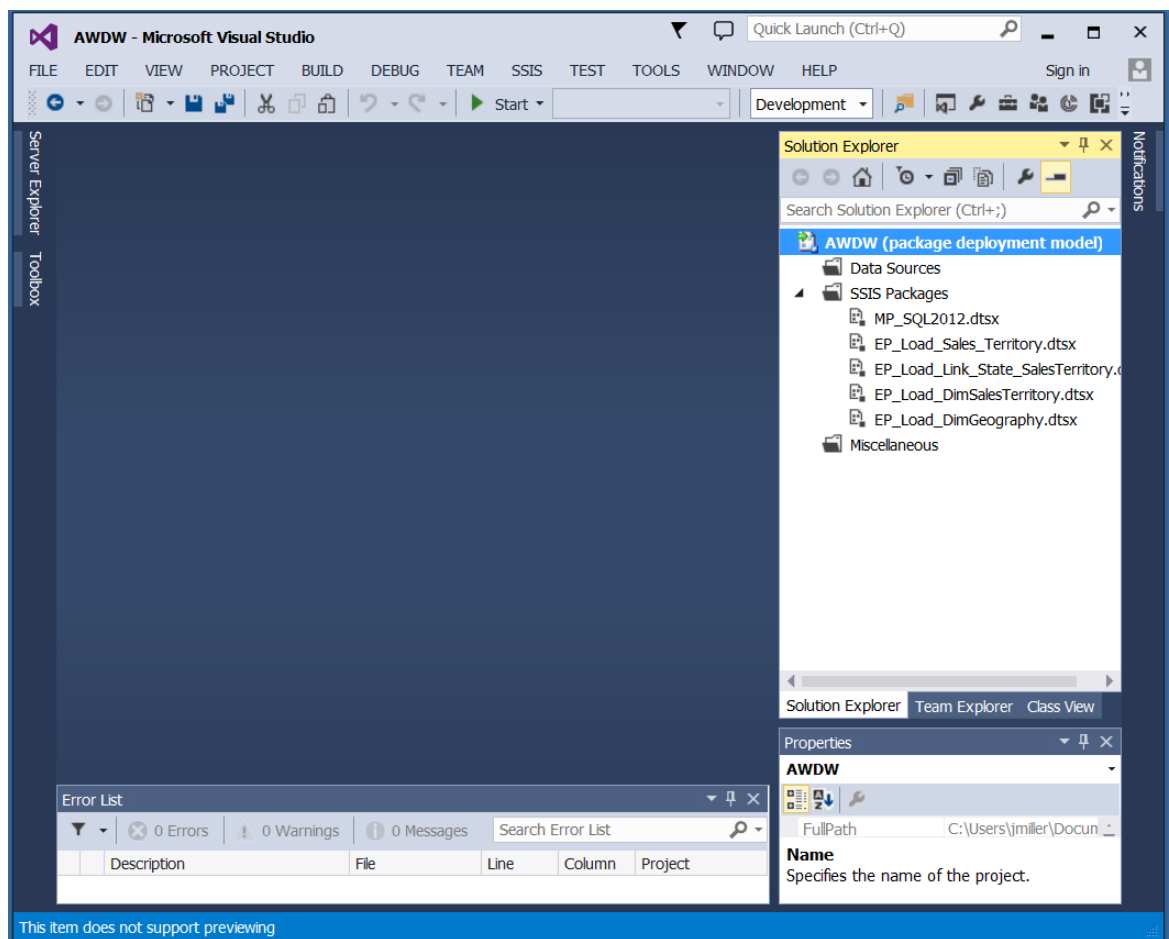 AWDW - Microsoft Visual Studio
Quick Launch (Ctrl+Q)
FILE EDIT VIEW PROJECT BUILD DEBUG TEAM SSIS TEST TOOLS WINDOW HELP Sign in
Start Development
Server Explorer
Toolbox
Solution Explorer
Search Solution Explorer (Ctrl+;)
AWDW (package deployment model)
Data Sources
SSIS Packages
MP_SQL2012.dtsx
EP_Load_Sales_Territory.dtsx
EP_Load_Link_State_SalesTerritory.d
EP_Load_DimSalesTerritory.dtsx
EP_Load_DimGeography.dtsx
Miscellaneous
Solution Explorer Team Explorer Class View
Notifications
Properties
AWDW
FullPath C:\Users\jmiller\Docum
Name
Specifies the name of the project.
Error List
0 Errors 0 Warnings 0 Messages Search Error List
Description File Line Column Project
This item does not support previewing